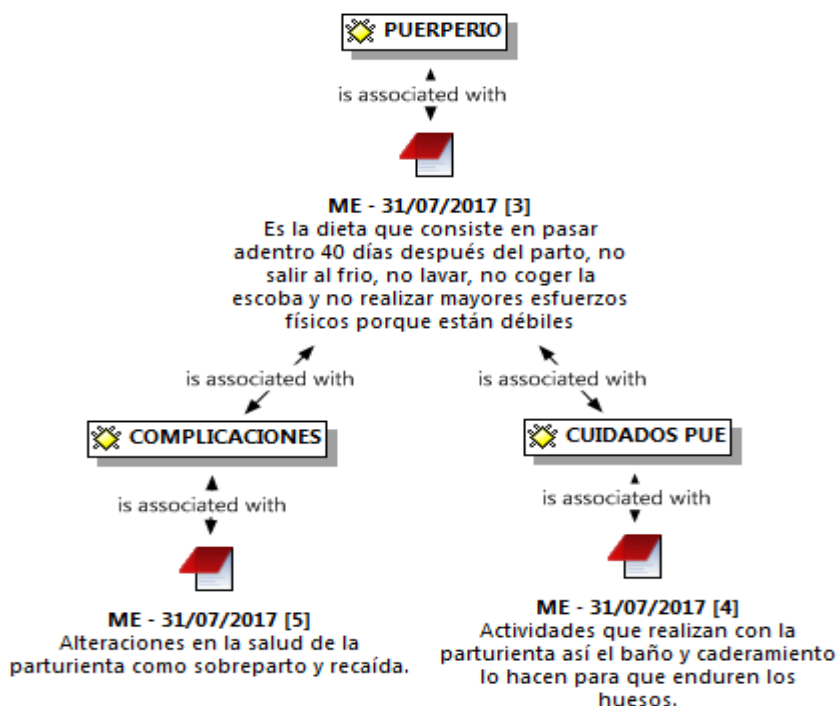 PUERPERIO
is associated with
ME - 31/07/2017 [3]
Es la dieta que consiste en pasar
adentro 40 días después del parto, no
salir al frio, no lavar, no coger la
escoba y no realizar mayores esfuerzos
físicos porque están débiles
is associated with
is associated with
COMPLICACIONES
CUIDADOS PUE
is associated with
is associated with
ME - 31/07/2017 [5]
Alteraciones en la salud de la
parturienta como sobreparto y recaída.
ME - 31/07/2017 [4]
Actividades que realizan con la
parturienta así el baño y caderamiento
lo hacen para que enduren los
huesos.